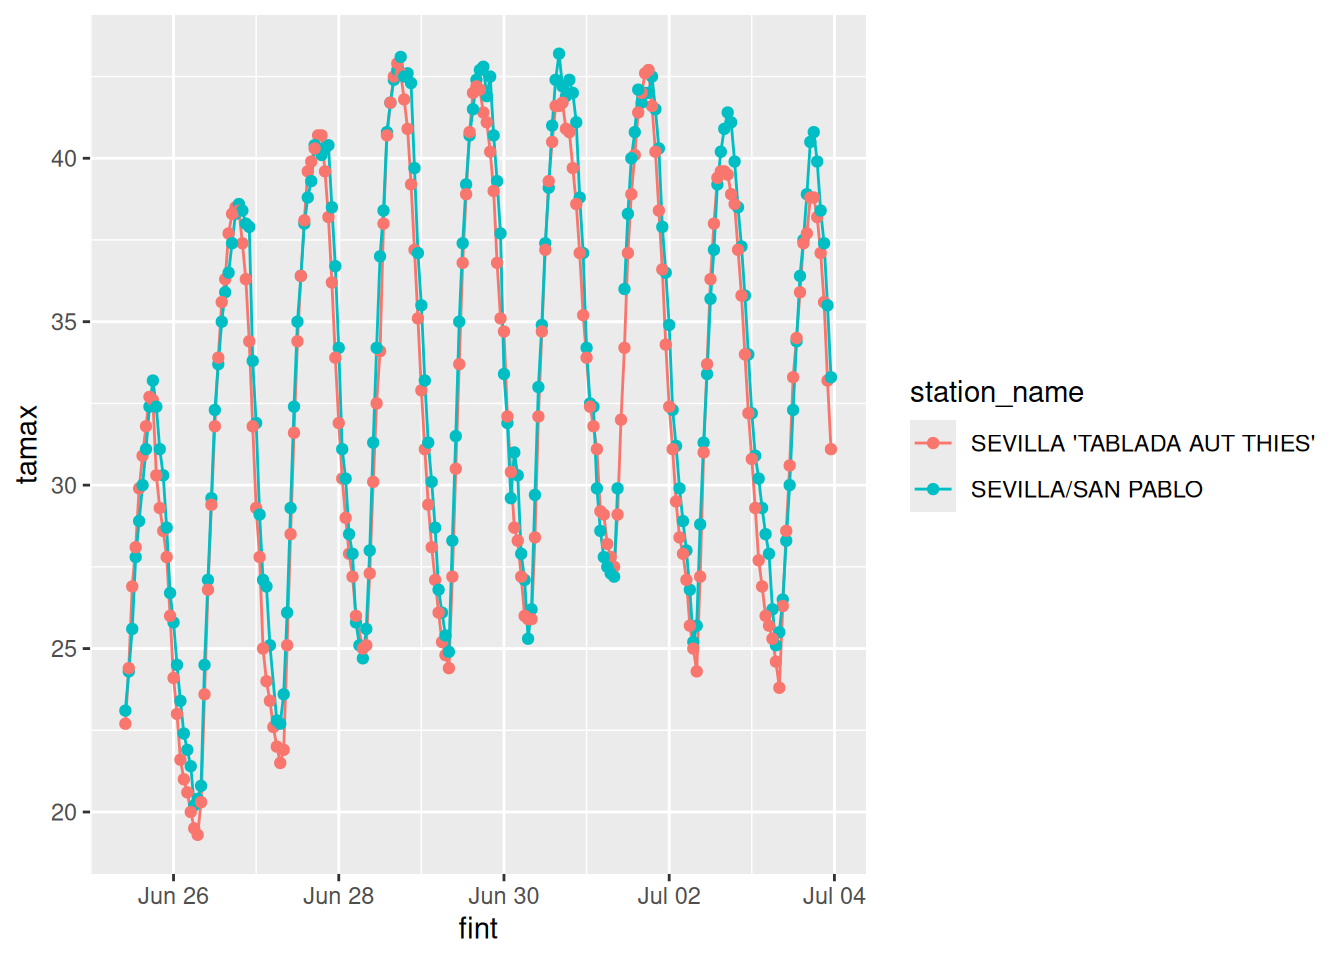 tamax
40
35
30
25
20
Jun 26
Jun 28
Jun 30
Jul 02
Jul 04
fint
station_name
SEVILLA 'TABLADA AUT THIES'
SEVILLA/SAN PABLO